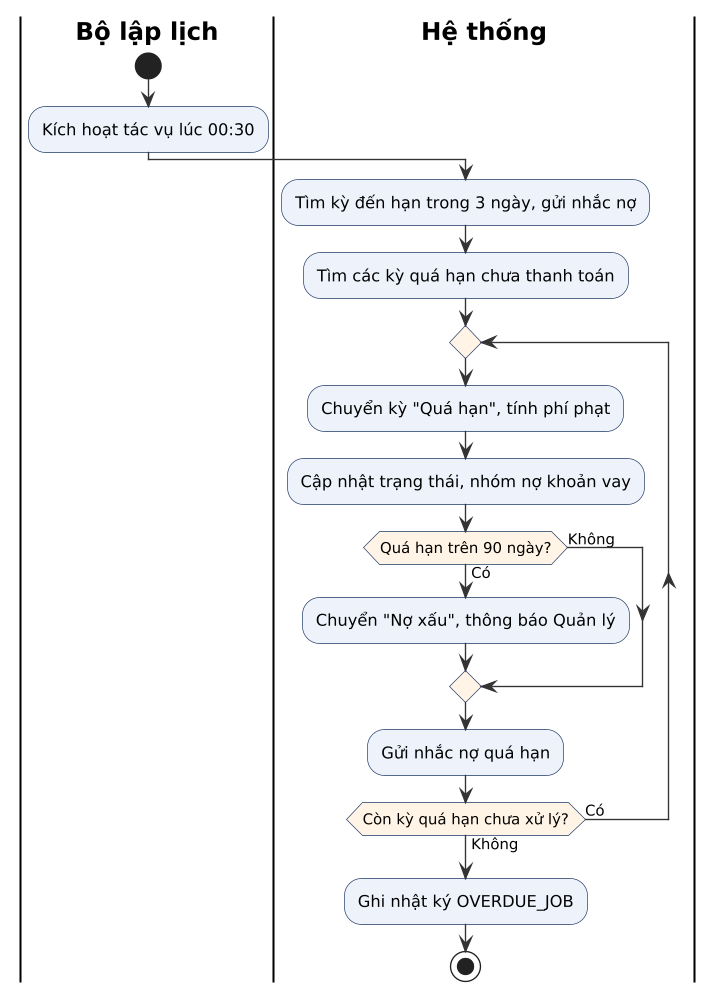 Bộ lập lịch
Hệ thống
Kích hoạt tác vụ lúc 00:30
Tìm kỳ đến hạn trong 3 ngày, gửi nhắc nợ
Tìm các kỳ quá hạn chưa thanh toán
Chuyển kỳ "Quá hạn", tính phí phạt
Cập nhật trạng thái, nhóm nợ khoản vay
Quá hạn trên 90 ngày?
Không
Có
Chuyển "Nợ xấu", thông báo Quản lý
Gửi nhắc nợ quá hạn
Còn kỳ quá hạn chưa xử lý?
Có
Không
Ghi nhật ký OVERDUE_JOB